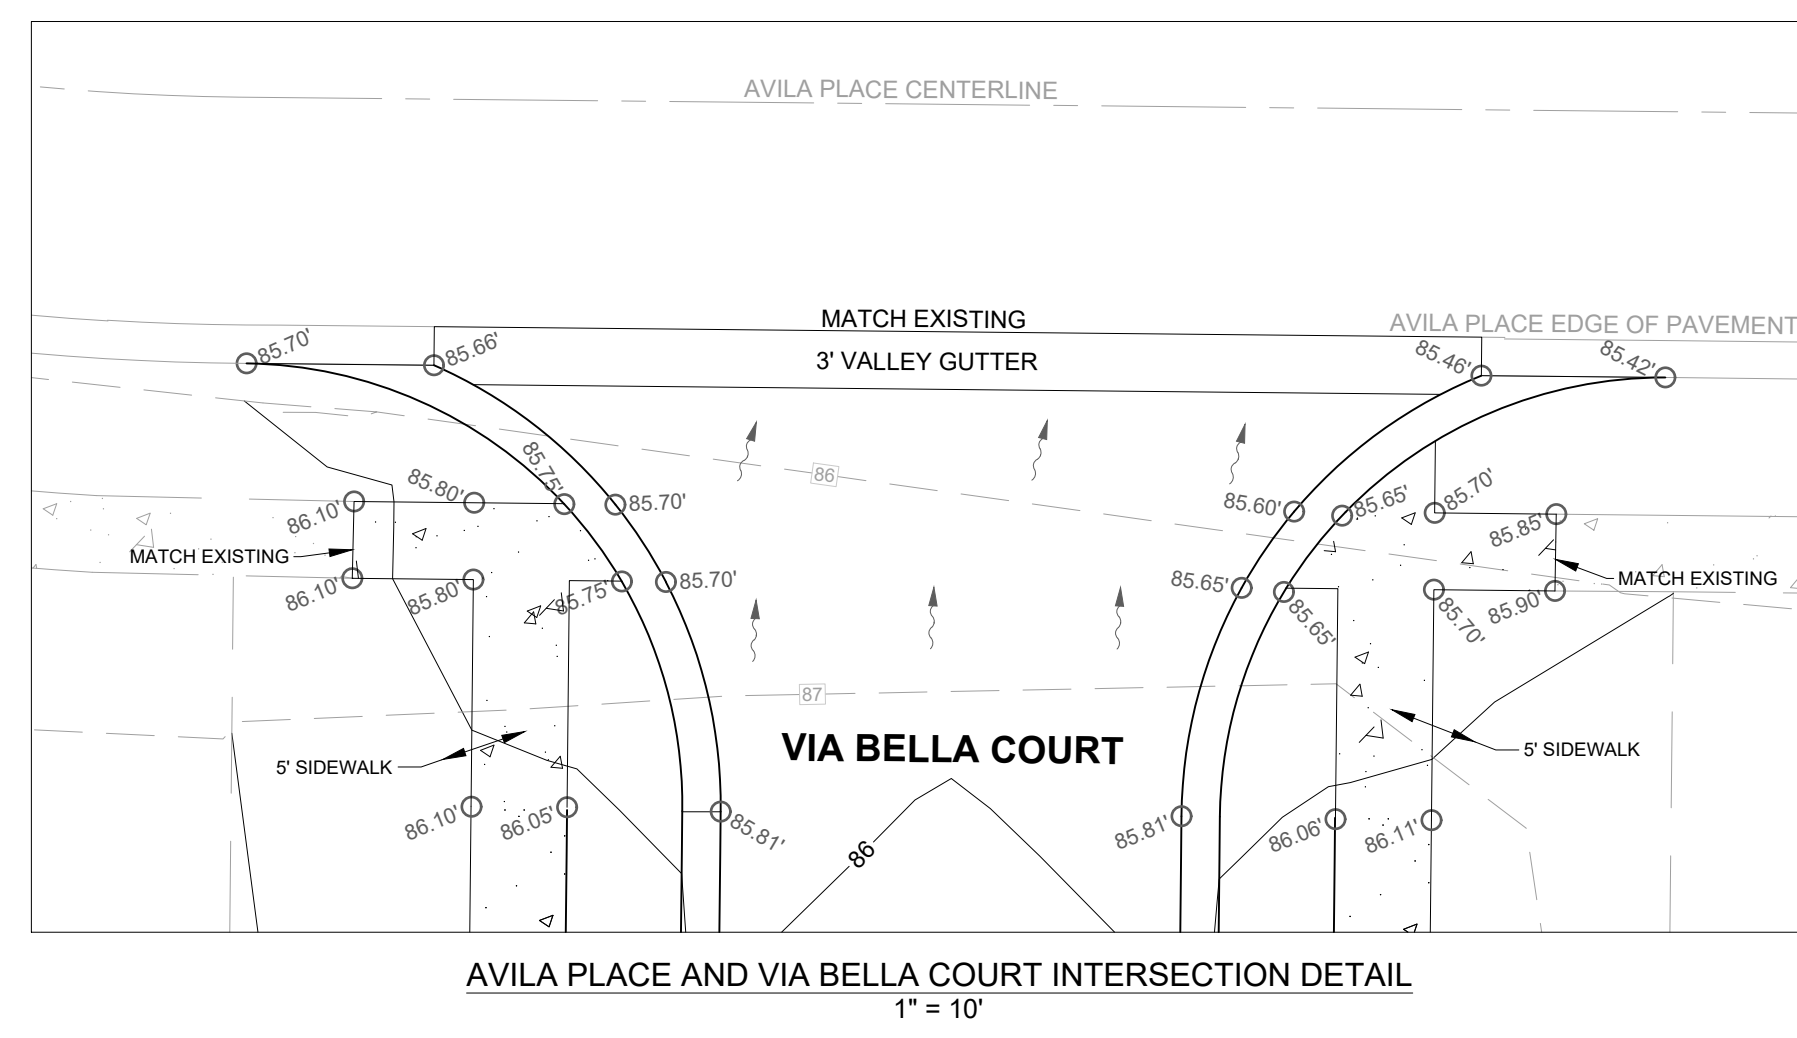 AVILA PLACE CENTERLINE
MATCH EXISTING
AVILA PLACE EDGE OF PAVEMENT
85.70'
85.66'
3' VALLEY GUTTER
85.46'
85.42'
86
85.75'
85.80'
85.70'
85.60'
85.65'
85.70'
86.10'
85.85'
MATCH EXISTING
MATCH EXISTING
86.10'
85.80'
85.75'
85.70'
85.65'
85.65'
85.70'
85.90'
87
VIA BELLA COURT
5' SIDEWALK
5' SIDEWALK
86.10'
86.05'
85.81'
86
85.81'
86.06'
86.11'
AVILA PLACE AND VIA BELLA COURT INTERSECTION DETAIL
1" = 10'